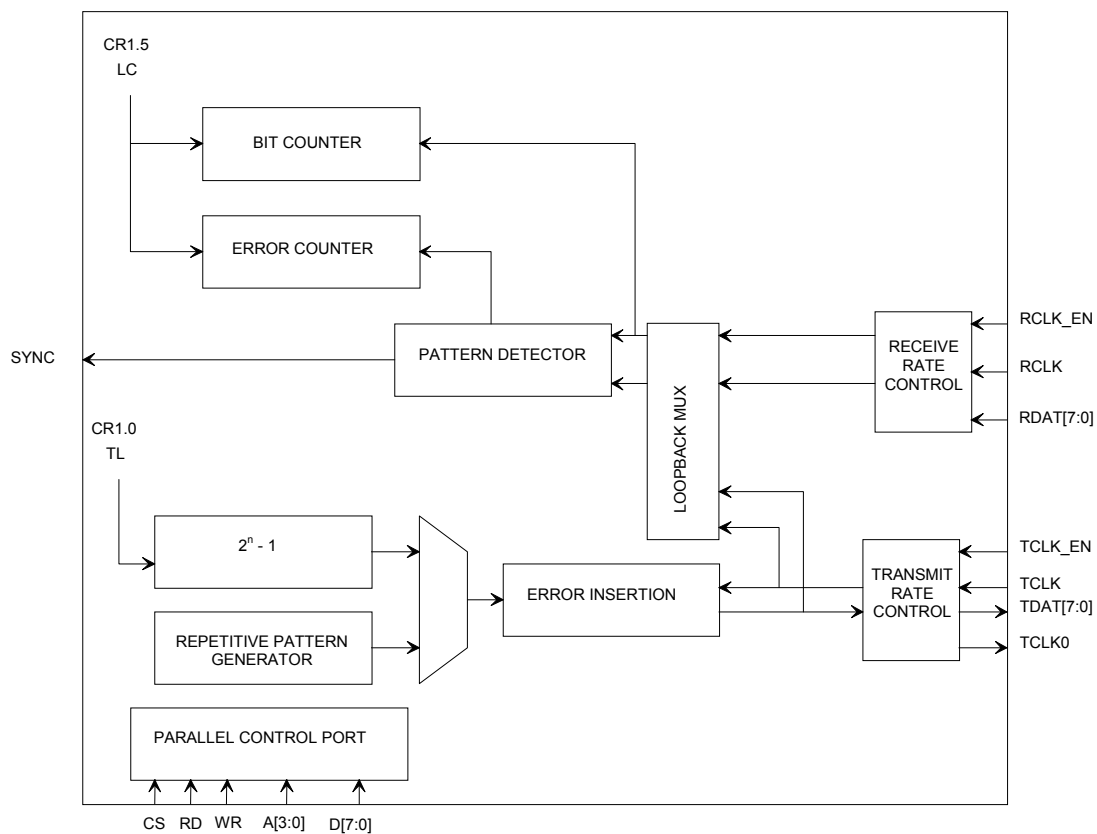 CR1.5
LC
BIT COUNTER
ERROR COUNTER
PATTERN DETECTOR
SYNC
LOOPBACK MUX
RECEIVE
RATE
CONTROL
RCLK_EN
RCLK
RDAT[7:0]
CR1.0
TL
2ⁿ - 1
REPETITIVE PATTERN
GENERATOR
ERROR INSERTION
TRANSMIT
RATE
CONTROL
TCLK_EN
TCLK
TDAT[7:0]
TCLK0
PARALLEL CONTROL PORT
CS RD WR A[3:0] D[7:0]